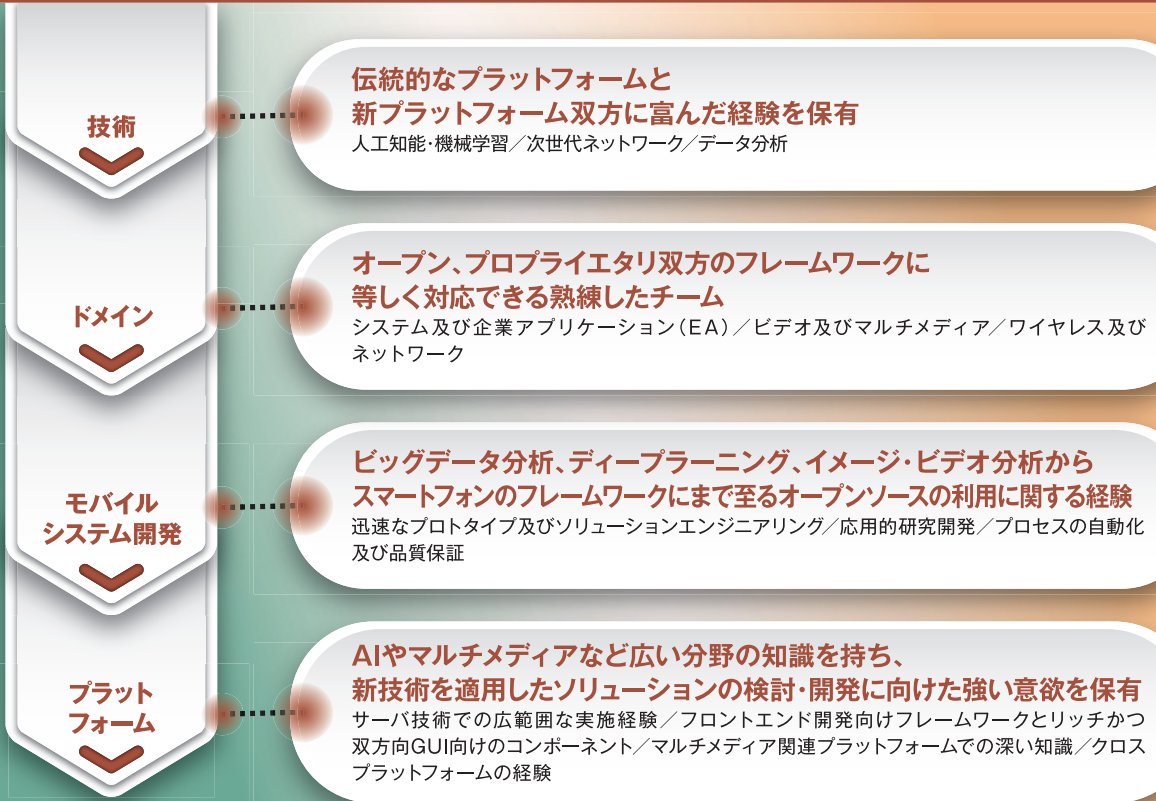 技術
伝統的なプラットフォームと
新プラットフォーム双方に富んだ経験を保有
人工知能・機械学習／次世代ネットワーク／データ分析
ドメイン
オープン、プロプライエタリ双方のフレームワークに
等しく対応できる熟練したチーム
システム及び企業アプリケーション（EA）／ビデオ及びマルチメディア／ワイヤレス及び
ネットワーク
モバイル
システム開発
ビッグデータ分析、ディープラーニング、イメージ・ビデオ分析から
スマートフォンのフレームワークにまで至るオープンソースの利用に関する経験
迅速なプロトタイプ及びソリューションエンジニアリング／応用的研究開発／プロセスの自動化
及び品質保証
プラット
フォーム
AIやマルチメディアなど広い分野の知識を持ち、
新技術を適用したソリューションの検討・開発に向けた強い意欲を保有
サーバ技術での広範囲な実施経験／フロントエンド開発向けフレームワークとリッチかつ
双方向GUI向けのコンポーネント／マルチメディア関連プラットフォームでの深い知識／クロス
プラットフォームの経験